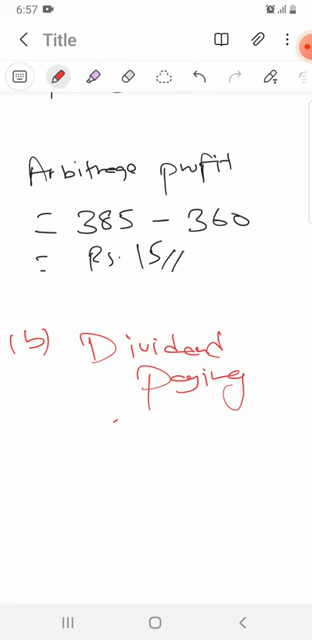 6:57
Title
Arbitrage profit
= 385 - 360
= Rs. 15//
(b) Dividend
Paying